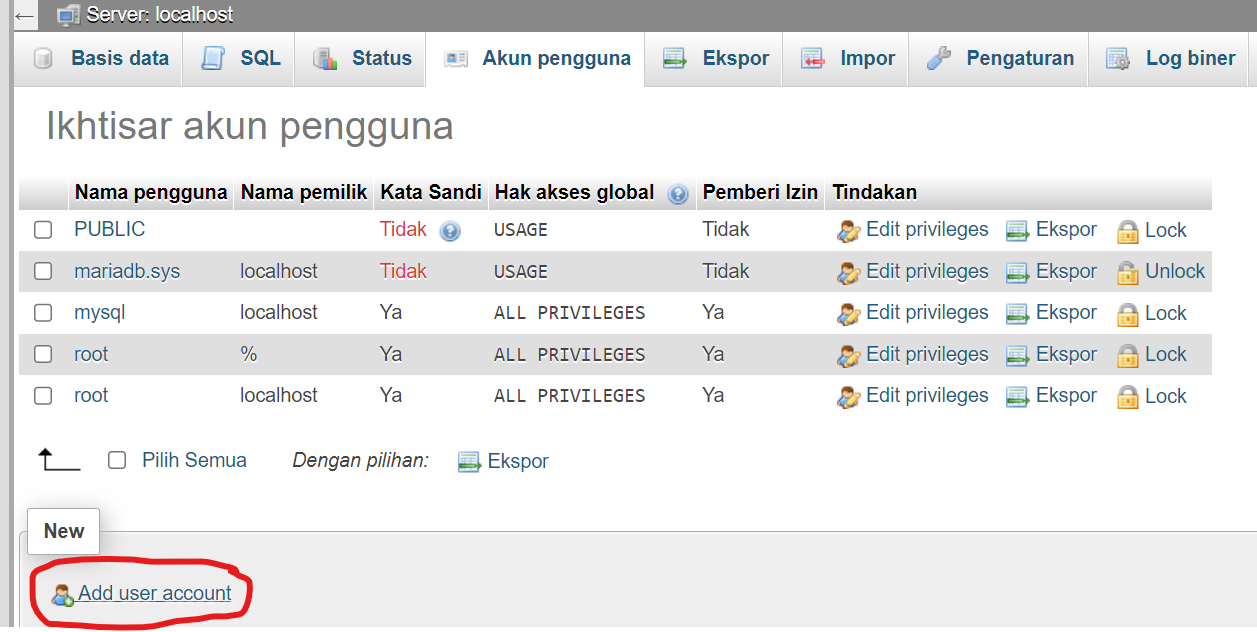 Server: localhost
Basis data SQL Status Akun pengguna Ekspor Impor Pengaturan Log biner
Ikhtisar akun pengguna
Nama pengguna Nama pemilik Kata Sandi Hak akses global Pemberi Izin Tindakan
PUBLIC Tidak USAGE Tidak Edit privileges Ekspor Lock
mariadb.sys localhost Tidak USAGE Tidak Edit privileges Ekspor Unlock
mysql localhost Ya ALL PRIVILEGES Ya Edit privileges Ekspor Lock
root % Ya ALL PRIVILEGES Ya Edit privileges Ekspor Lock
root localhost Ya ALL PRIVILEGES Ya Edit privileges Ekspor Lock
Pilih Semua Dengan pilihan: Ekspor
New
Add user account